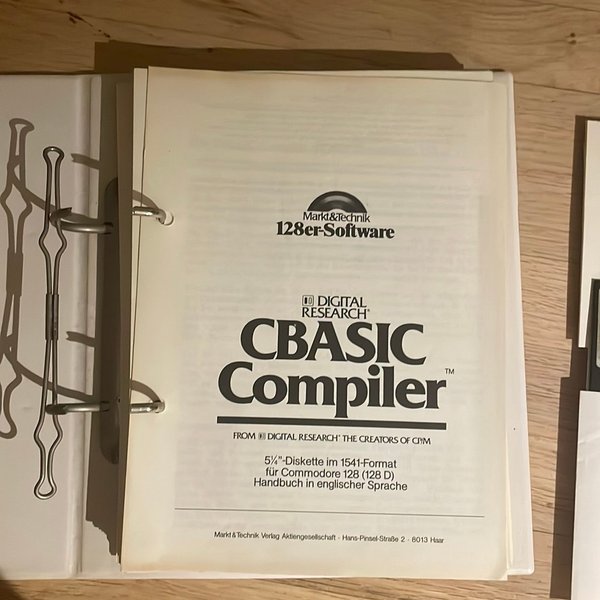 Markt&Technik
128er-Software
DIGITAL
RESEARCH®
CBASIC
Compiler™
FROM DIGITAL RESEARCH® THE CREATORS OF CP/M
5¼"-Diskette im 1541-Format
für Commodore 128 (128 D)
Handbuch in englischer Sprache
Markt & Technik Verlag Aktiengesellschaft · Hans-Pinsel-Straße 2 · 8013 Haar